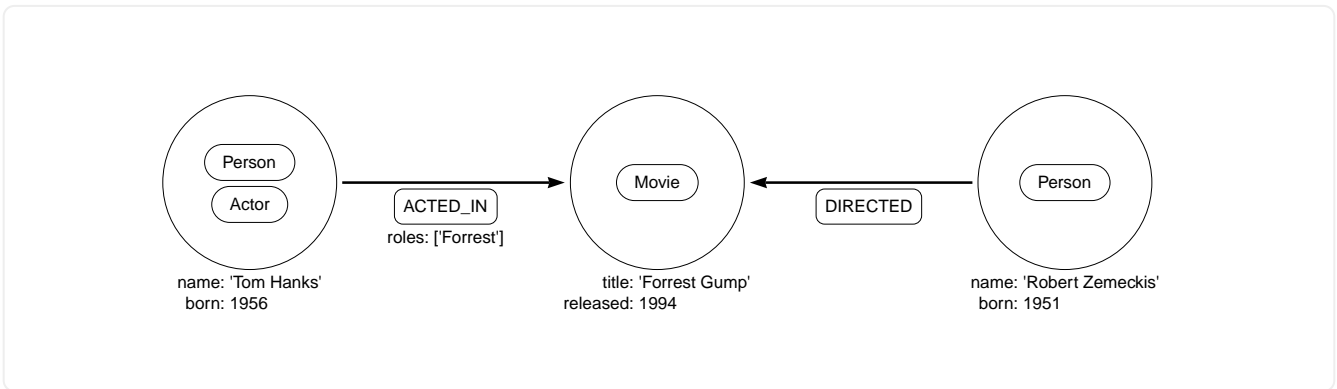 Person
Actor
name: 'Tom Hanks'
born: 1956
ACTED_IN
roles: ['Forrest']
Movie
title: 'Forrest Gump'
released: 1994
DIRECTED
Person
name: 'Robert Zemeckis'
born: 1951